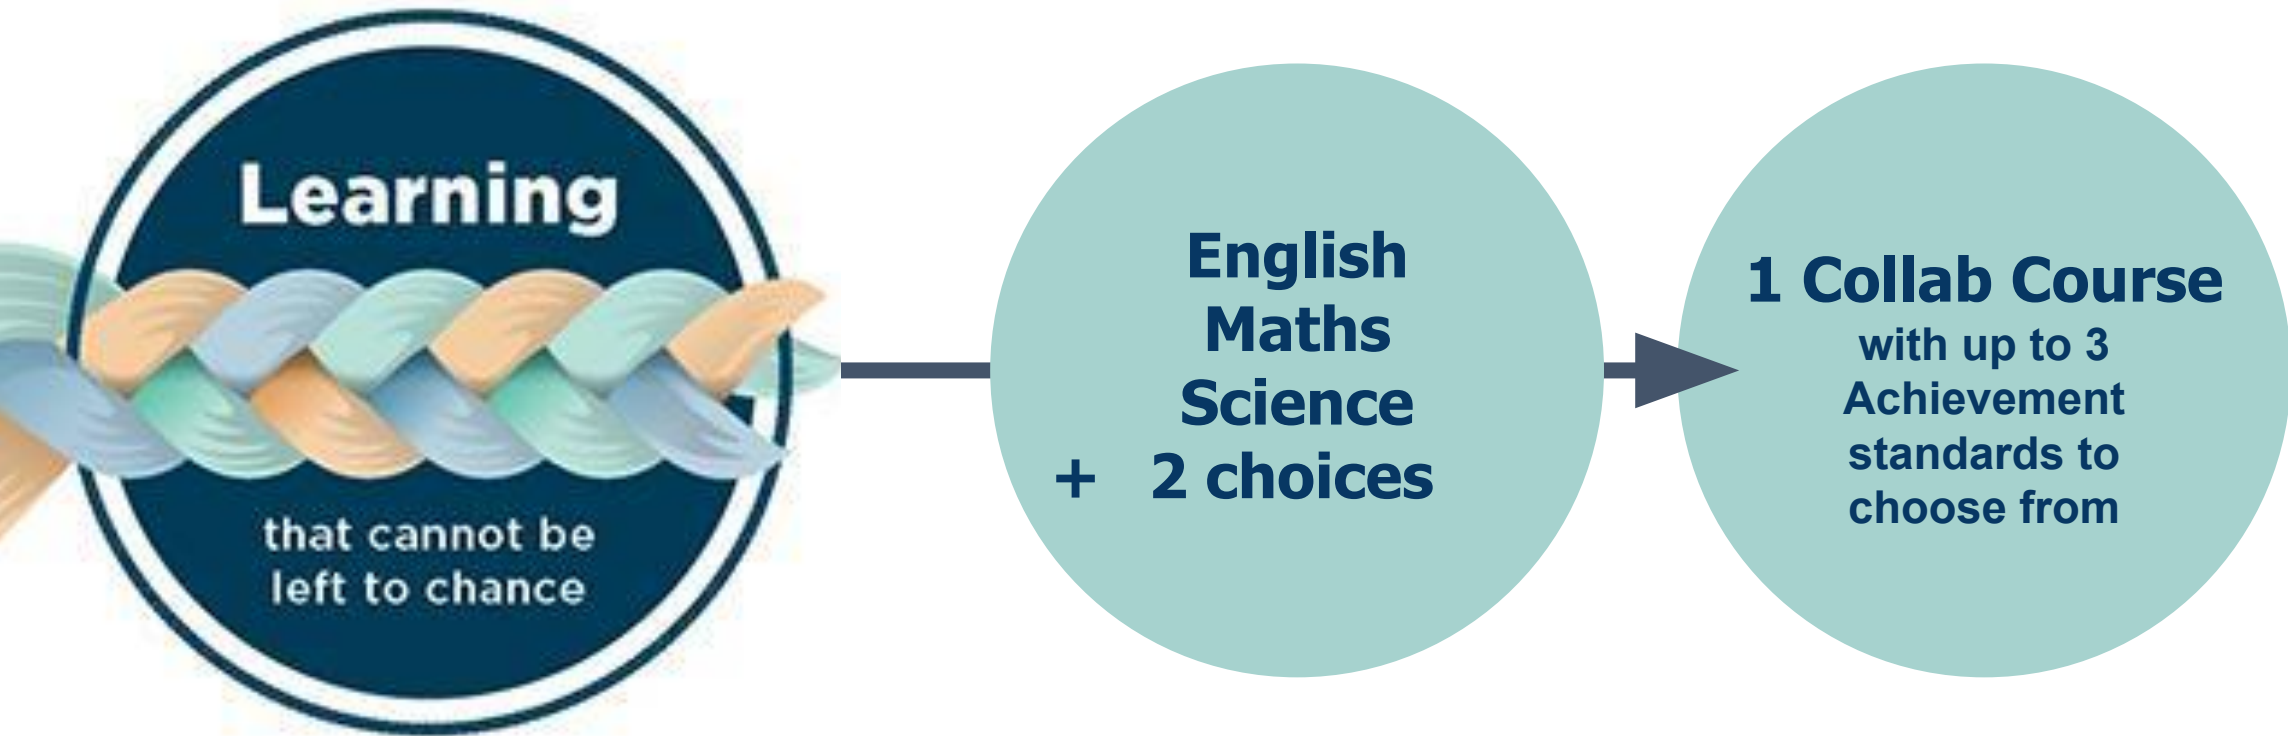 Learning
that cannot be
left to chance
English
Maths
Science
+ 2 choices
1 Collab Course
with up to 3
Achievement
standards to
choose from